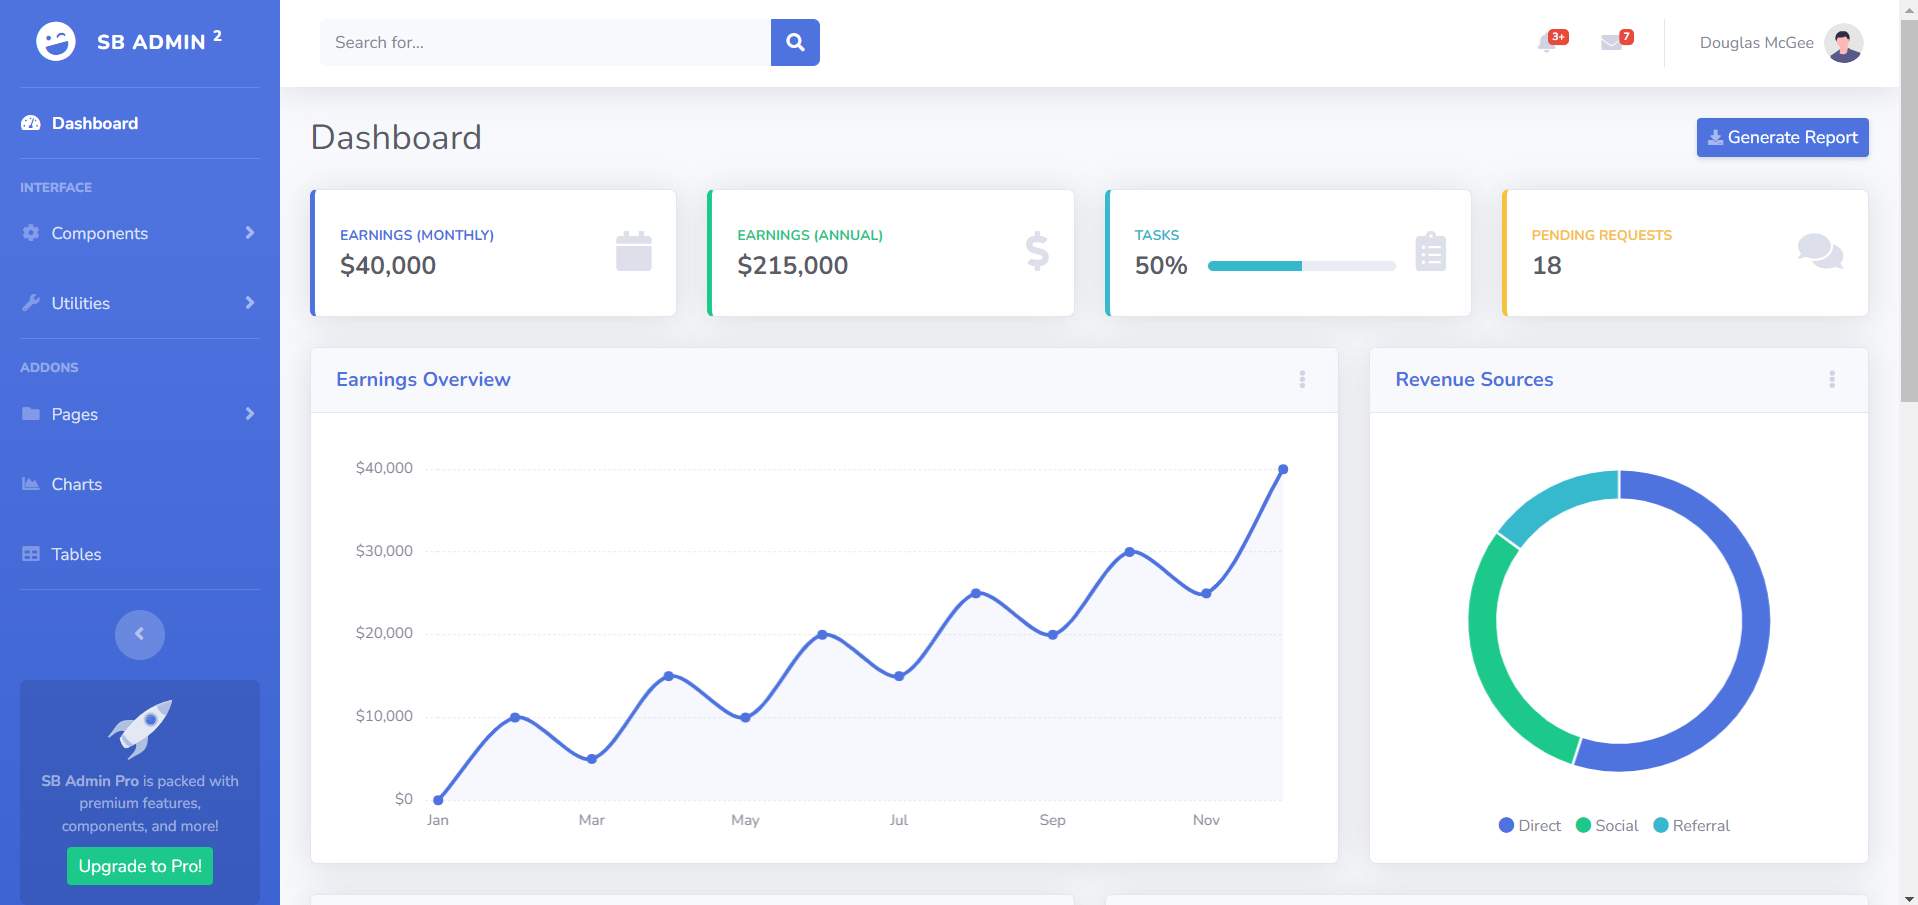 SB ADMIN 2
Dashboard
INTERFACE
Components
Utilities
ADDONS
Pages
Charts
Tables
SB Admin Pro is packed with
premium features,
components, and more!
Upgrade to Pro!
Search for...
3+
7
Douglas McGee
Dashboard
Generate Report
EARNINGS (MONTHLY)
$40,000
EARNINGS (ANNUAL)
$215,000
TASKS
50%
PENDING REQUESTS
18
Earnings Overview
$40,000
$30,000
$20,000
$10,000
$0
Jan Mar May Jul Sep Nov
Revenue Sources
Direct Social Referral